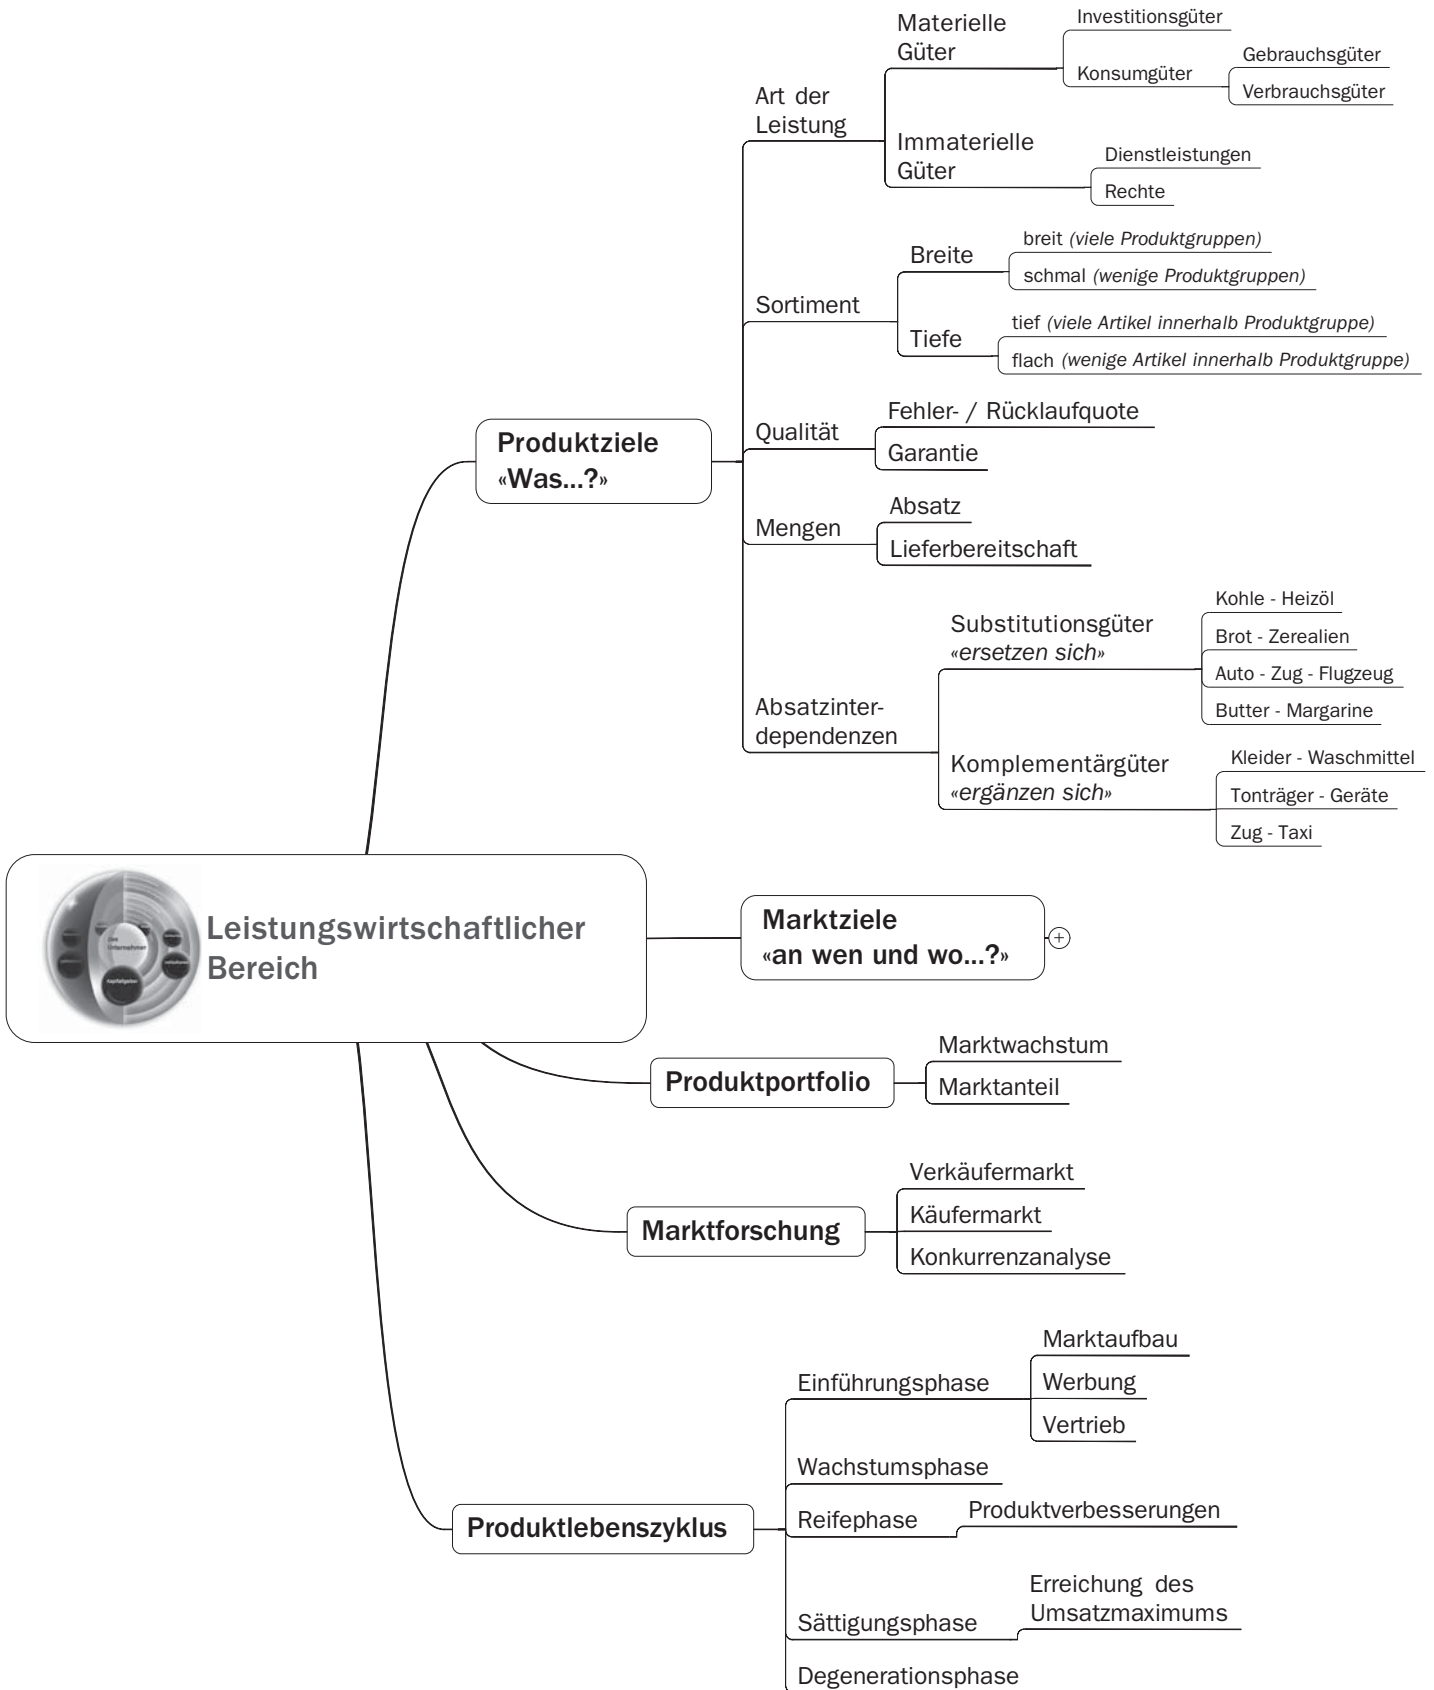 Materielle
Güter
Investitionsgüter
Konsumgüter
Gebrauchsgüter
Verbrauchsgüter
Art der
Leistung
Immaterielle
Güter
Dienstleistungen
Rechte
Sortiment
Breite
breit (viele Produktgruppen)
schmal (wenige Produktgruppen)
Tiefe
tief (viele Artikel innerhalb Produktgruppe)
flach (wenige Artikel innerhalb Produktgruppe)
Produktziele
«Was...?»
Qualität
Fehler- / Rücklaufquote
Garantie
Mengen
Absatz
Lieferbereitschaft
Absatzinter-
dependenzen
Substitutionsgüter
«ersetzen sich»
Kohle - Heizöl
Brot - Zerealien
Auto - Zug - Flugzeug
Butter - Margarine
Komplementärgüter
«ergänzen sich»
Kleider - Waschmittel
Tonträger - Geräte
Zug - Taxi
Leistungswirtschaftlicher
Bereich
Unternehmer
Kapitalgeber
Marktziele
«an wen und wo...?»
Produktportfolio
Marktwachstum
Marktanteil
Marktforschung
Verkäufermarkt
Käufermarkt
Konkurrenzanalyse
Produktlebenszyklus
Einführungsphase
Marktaufbau
Werbung
Vertrieb
Wachstumsphase
Reifephase
Produktverbesserungen
Sättigungsphase
Erreichung des
Umsatzmaximums
Degenerationsphase